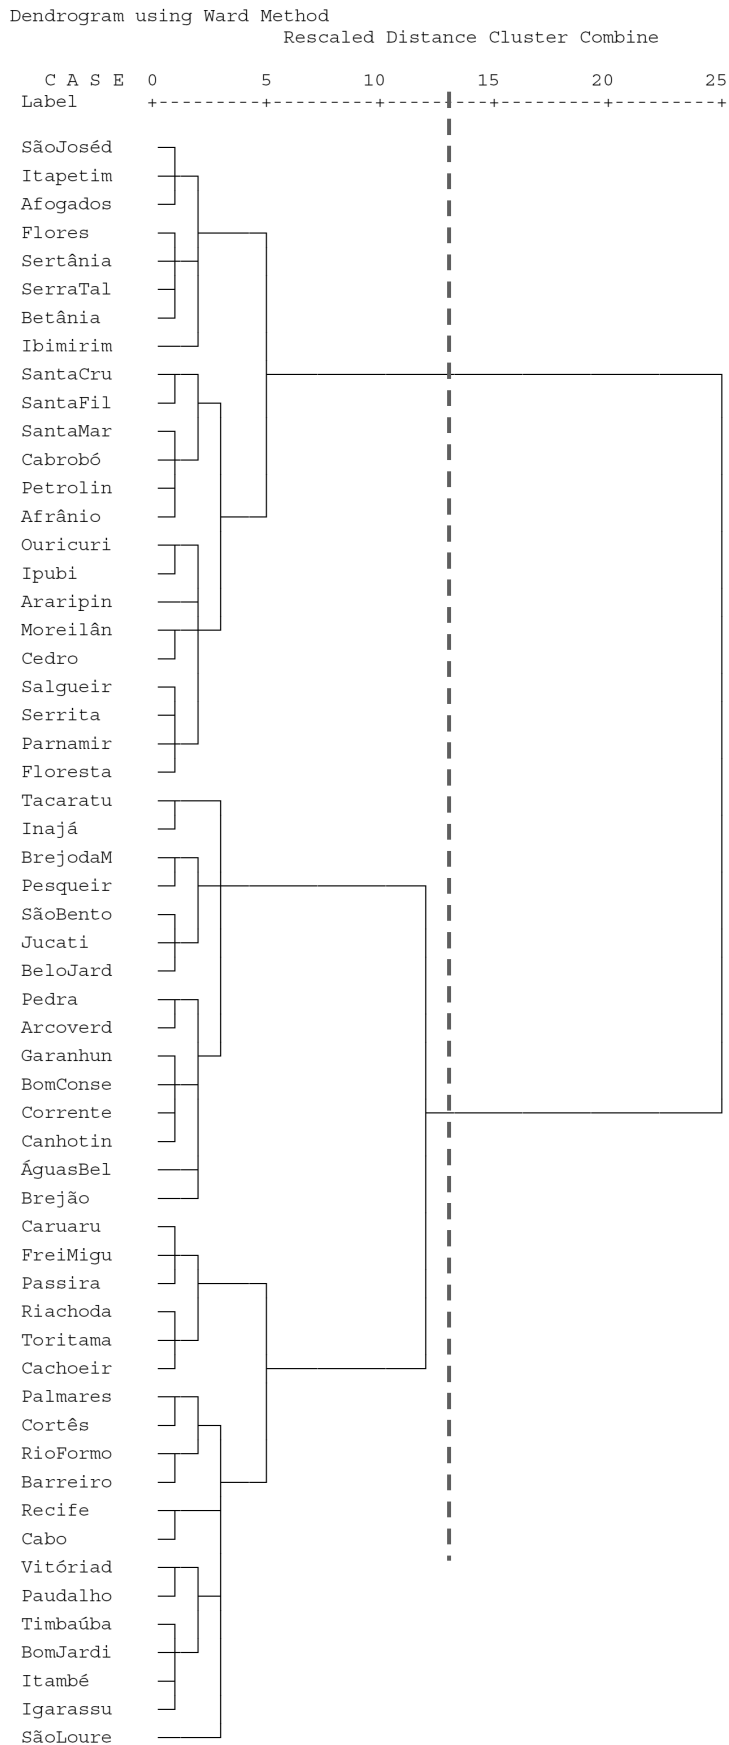 Dendrogram using Ward Method
Rescaled Distance Cluster Combine
C A S E 0 5 10 15 20 25
Label +---------+---------+---------+---------+---------+
SãoJoséd
Itapetim
Afogados
Flores
Sertânia
SerraTal
Betânia
Ibimirim
SantaCru
SantaFil
SantaMar
Cabrobó
Petrolin
Afrânio
Ouricuri
Ipubi
Araripin
Moreilân
Cedro
Salgueir
Serrita
Parnamir
Floresta
Tacaratu
Inajá
BrejodaM
Pesqueir
SãoBento
Jucati
BeloJard
Pedra
Arcoverd
Garanhun
BomConse
Corrente
Canhotin
ÁguasBel
Brejão
Caruaru
FreiMigu
Passira
Riachoda
Toritama
Cachoeir
Palmares
Cortês
RioFormo
Barreiro
Recife
Cabo
Vitóriad
Paudalho
Timbaúba
BomJardi
Itambé
Igarassu
SãoLoure